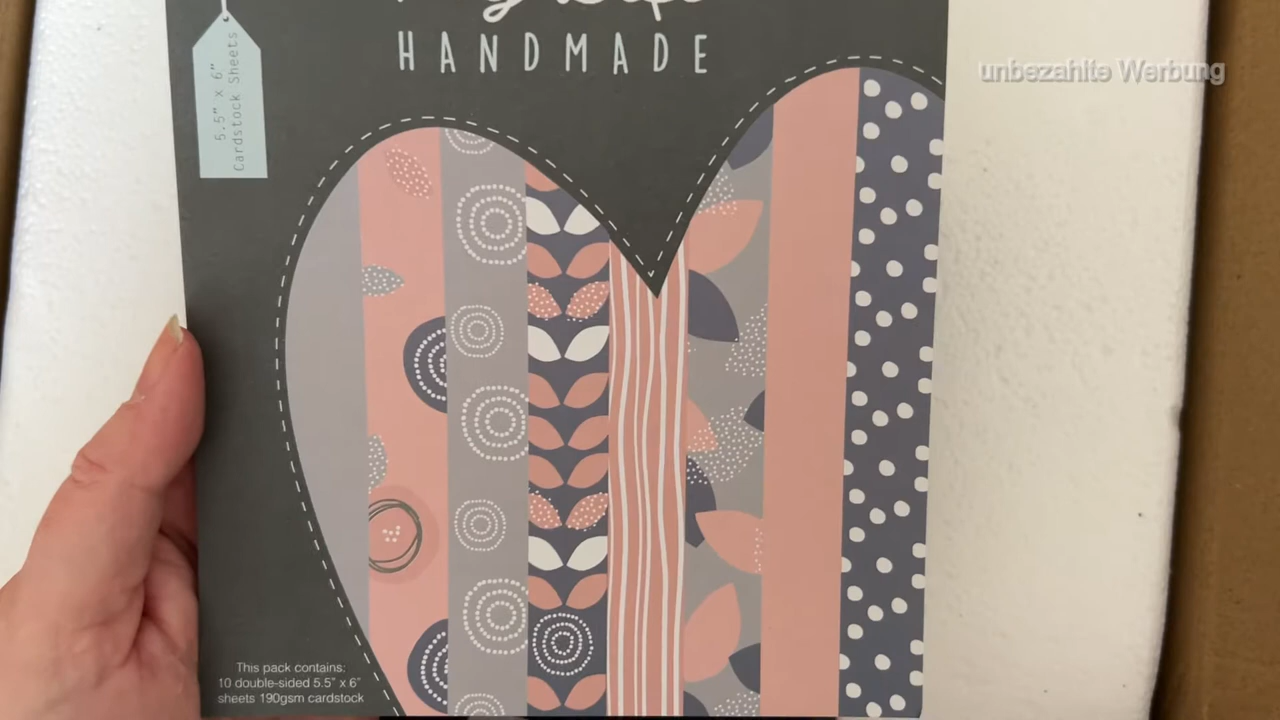 HANDMADE
unbezahlte Werbung
5.5" x 6"
Cardstock Sheets
This pack contains:
10 double-sided 5.5" x 6"
sheets 190gsm cardstock